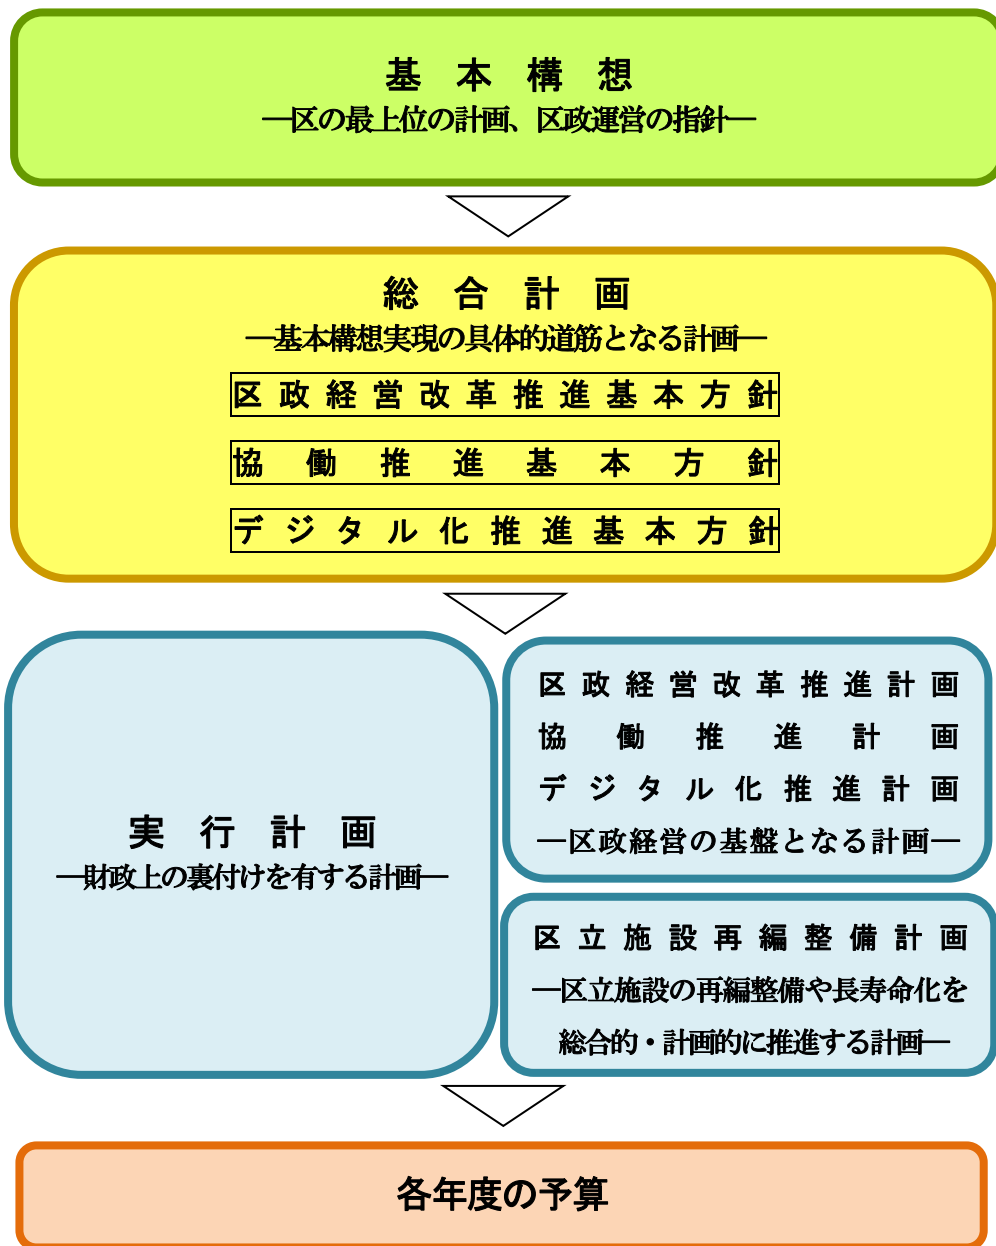 基本構想
―区の最上位の計画、区政運営の指針―
総合計画
―基本構想実現の具体的道筋となる計画―
区政経営改革推進基本方針
協働推進基本方針
デジタル化推進基本方針
実行計画
―財政上の裏付けを有する計画―
区政経営改革推進計画
協働推進計画
デジタル化推進計画
―区政経営の基盤となる計画―
区立施設再編整備計画
―区立施設の再編整備や長寿命化を
総合的・計画的に推進する計画―
各年度の予算